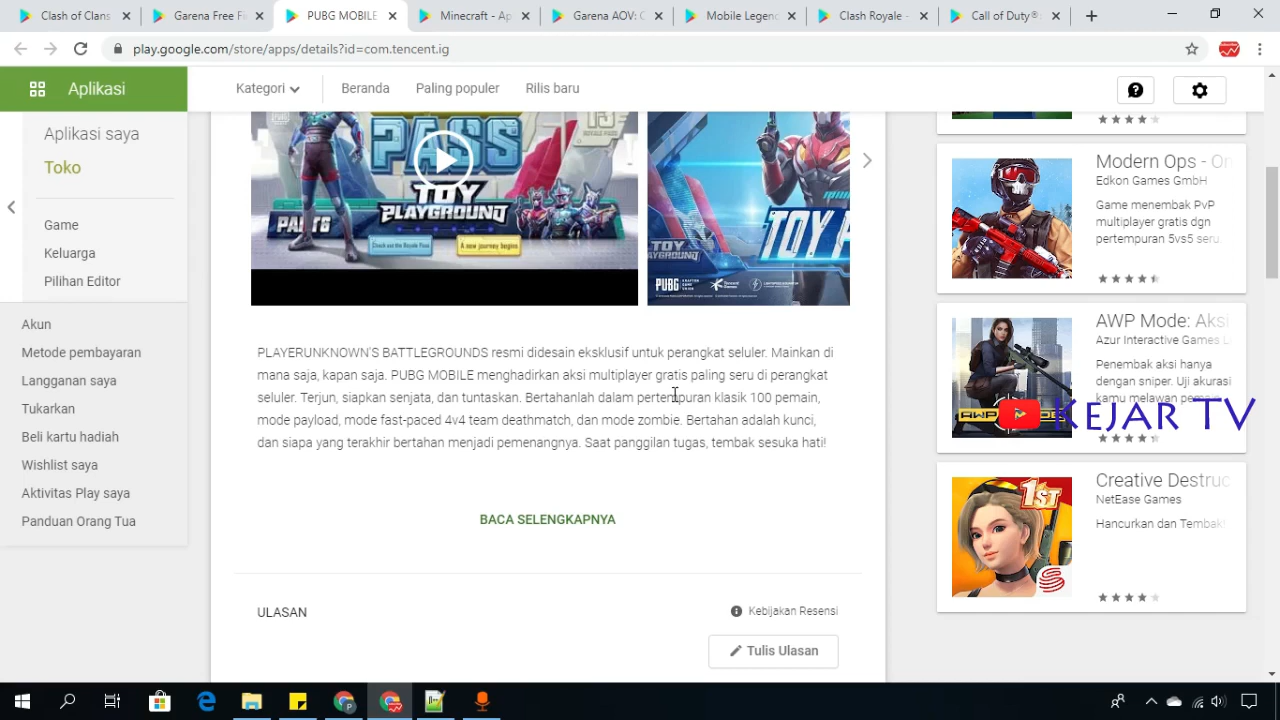 Clash of Clans
Garena Free Fi
PUBG MOBILE
Minecraft - Ap
Garena AOV: C
Mobile Legend
Clash Royale -
Call of Duty®:
play.google.com/store/apps/details?id=com.tencent.ig
Aplikasi
Kategori
Beranda
Paling populer
Rilis baru
Aplikasi saya
Toko
Game
Keluarga
Pilihan Editor
Akun
Metode pembayaran
Langganan saya
Tukarkan
Beli kartu hadiah
Wishlist saya
Aktivitas Play saya
Panduan Orang Tua
PASS
TOY
PLAYGROUND
Check out the Royale Pass
A new journey begins
TOY P
PUBG
PLAYERUNKNOWN'S BATTLEGROUNDS resmi didesain eksklusif untuk perangkat seluler. Mainkan di
mana saja, kapan saja. PUBG MOBILE menghadirkan aksi multiplayer gratis paling seru di perangkat
seluler. Terjun, siapkan senjata, dan tuntaskan. Bertahanlah dalam pertempuran klasik 100 pemain,
mode payload, mode fast-paced 4v4 team deathmatch, dan mode zombie. Bertahan adalah kunci,
dan siapa yang terakhir bertahan menjadi pemenangnya. Saat panggilan tugas, tembak sesuka hati!
BACA SELENGKAPNYA
ULASAN
Kebijakan Resensi
Tulis Ulasan
Modern Ops - On
Edkon Games GmbH
Game menembak PvP
multiplayer gratis dgn
pertempuran 5vs5 seru.
AWP Mode: Aksi
Azur Interactive Games L
Penembak aksi hanya
dengan sniper. Uji akurasi
kamu melawan
KEJAR TV
Creative Destruc
NetEase Games
Hancurkan dan Tembak!
1ST